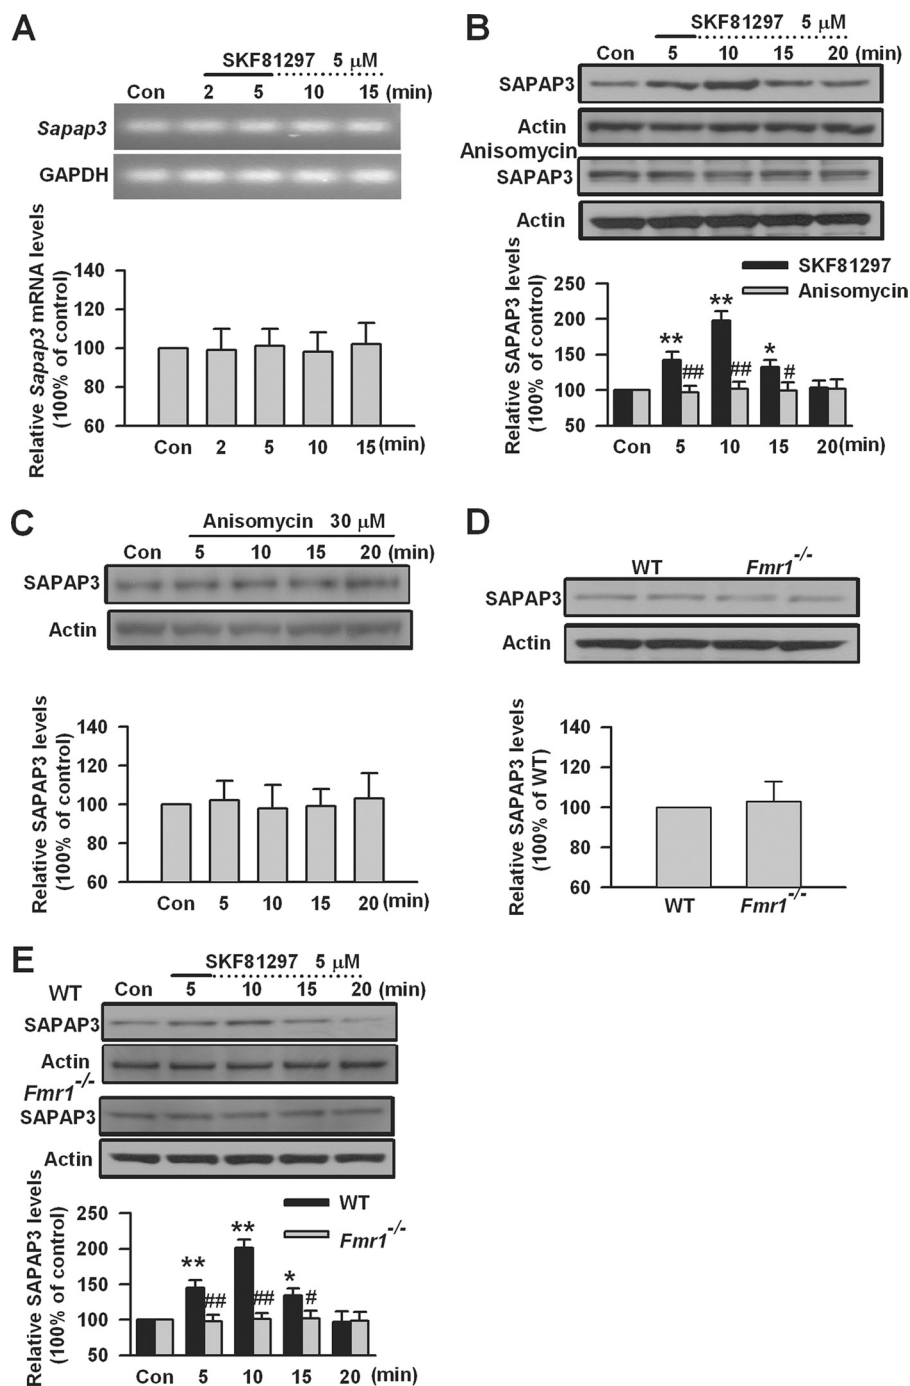 A
SKF81297 5 μM
Con 2 5 10 15 (min)
Sapap3
GAPDH
Relative Sapap3 mRNA levels
(100% of control)
140
120
100
80
60
Con 2 5 10 15 (min)
B
SKF81297 5 μM
Con 5 10 15 20 (min)
SAPAP3
Actin
Anisomycin
SAPAP3
Actin
Relative SAPAP3 levels
(100% of control)
SKF81297
Anisomycin
250
200
150
100
50
** ## ** ## * #
Con 5 10 15 20 (min)
C
Anisomycin 30 μM
Con 5 10 15 20 (min)
SAPAP3
Actin
Relative SAPAP3 levels
(100% of control)
140
120
100
80
60
Con 5 10 15 20 (min)
D
WT Fmr1-/-
SAPAP3
Actin
Relative SAPAP3 levels
(100% of WT)
140
120
100
80
60
WT Fmr1-/-
E
SKF81297 5 μM
WT Con 5 10 15 20 (min)
SAPAP3
Actin
Fmr1-/-
SAPAP3
Actin
Relative SAPAP3 levels
(100% of control)
WT
Fmr1-/-
250
200
150
100
50
** ## ** ## * #
Con 5 10 15 20 (min)